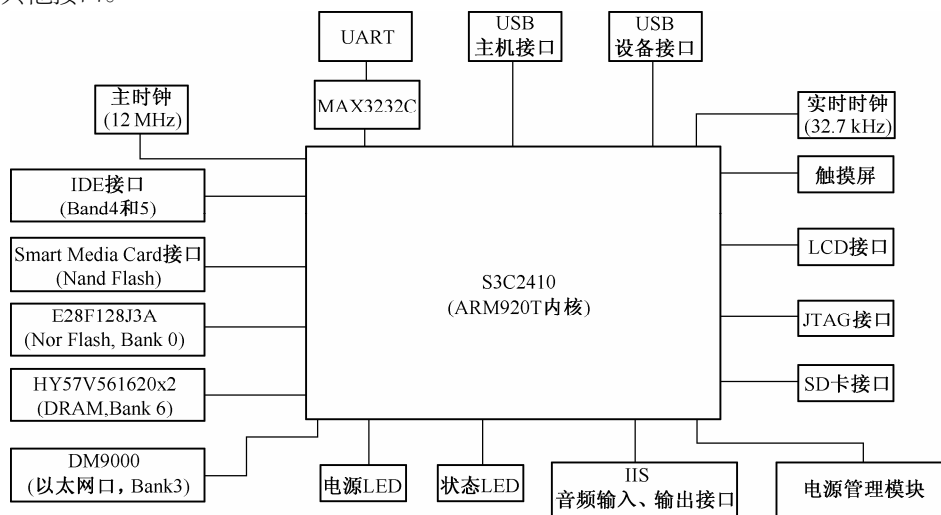 UART
USB
主机接口
USB
设备接口
主时钟
(12 MHz)
MAX3232C
实时时钟
(32.7 kHz)
IDE接口
(Band4和5)
触摸屏
Smart Media Card接口
(Nand Flash)
LCD接口
S3C2410
(ARM920T内核)
E28F128J3A
(Nor Flash, Bank 0)
JTAG接口
HY57V561620x2
(DRAM,Bank 6)
SD卡接口
DM9000
(以太网口，Bank3)
电源LED
状态LED
IIS
音频输入、输出接口
电源管理模块